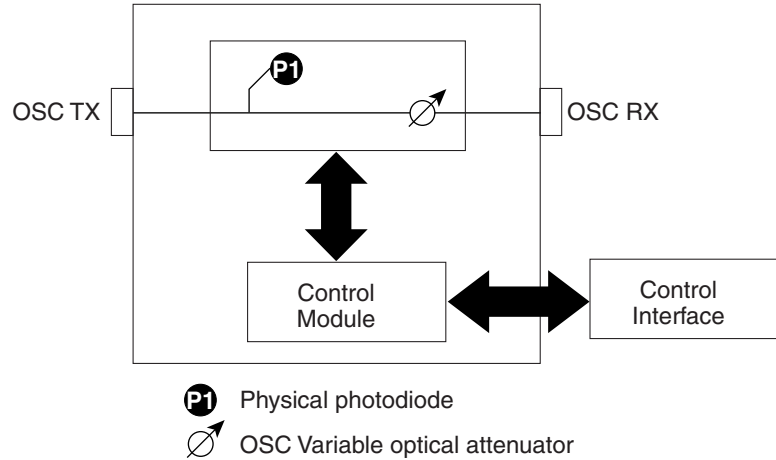 P1
OSC TX
OSC RX
Control
Module
Control
Interface
P1 Physical photodiode
OSC Variable optical attenuator